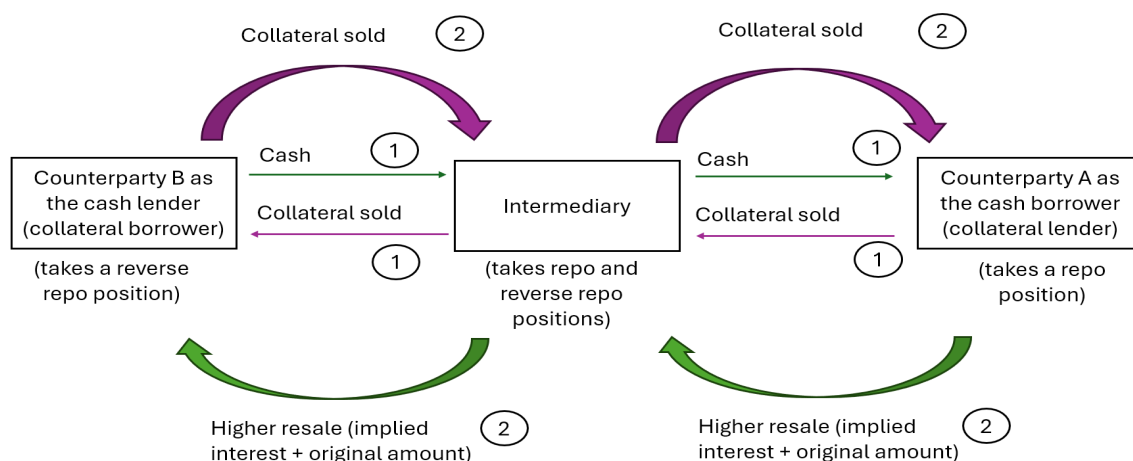 Collateral sold
2
Collateral sold
2
Cash
1
Cash
1
Counterparty B as
the cash lender
(collateral borrower)
Collateral sold
1
Intermediary
Collateral sold
1
Counterparty A as
the cash borrower
(collateral lender)
(takes a reverse
repo position)
(takes repo and
reverse repo
positions)
(takes a repo
position)
Higher resale (implied
interest + original amount)
2
Higher resale (implied
interest + original amount)
2